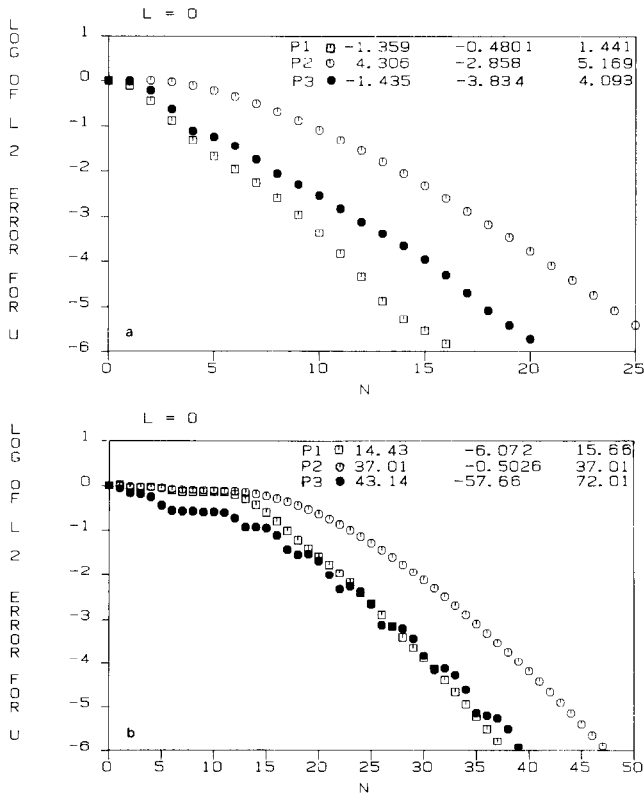 L = 0
LOG OF L2 ERROR FOR U
1
0
-1
-2
-3
-4
-5
-6
P1 -1.359 -0.4801 1.441
P2 4.306 -2.858 5.169
P3 -1.435 -3.834 4.093
a
0 5 10 15 20 25
N
L = 0
LOG OF L2 ERROR FOR U
1
0
-1
-2
-3
-4
-5
-6
P1 14.43 -6.072 15.66
P2 37.01 -0.5026 37.01
P3 43.14 -57.66 72.01
b
0 5 10 15 20 25 30 35 40 45 50
N